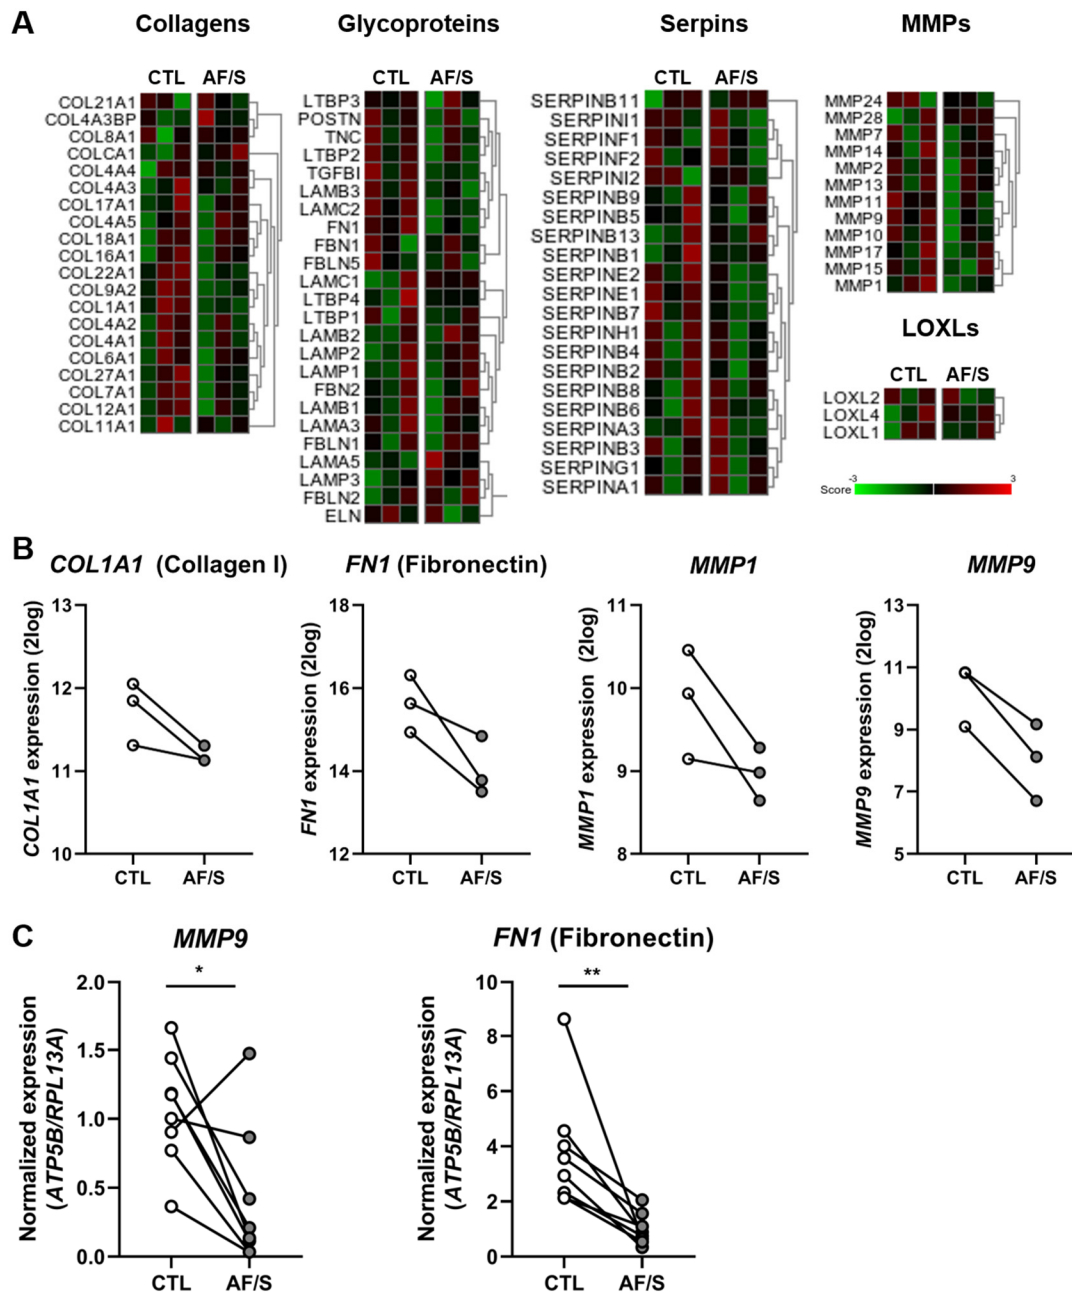 A
Collagens
Glycoproteins
Serpins
MMPs
CTL AF/S
COL21A1
COL4A3BP
COL8A1
COLCA1
COL4A4
COL4A3
COL17A1
COL4A5
COL18A1
COL16A1
COL22A1
COL9A2
COL1A1
COL4A2
COL4A1
COL6A1
COL27A1
COL7A1
COL12A1
COL11A1
CTL AF/S
LTBP3
POSTN
TNC
LTBP2
TGFBI
LAMB3
LAMC2
FN1
FBN1
FBLN5
LAMC1
LTBP4
LTBP1
LAMB2
LAMP2
LAMP1
FBN2
LAMB1
LAMA3
FBLN1
LAMA5
LAMP3
FBLN2
ELN
CTL AF/S
SERPINB11
SERPINI1
SERPINF1
SERPINF2
SERPINI2
SERPINB9
SERPINB5
SERPINB13
SERPINB1
SERPINE2
SERPINE1
SERPINB7
SERPINH1
SERPINB4
SERPINB2
SERPINB8
SERPINB6
SERPINA3
SERPINB3
SERPING1
SERPINA1
CTL AF/S
MMP24
MMP28
MMP7
MMP14
MMP2
MMP13
MMP11
MMP9
MMP10
MMP17
MMP15
MMP1
LOXLs
CTL AF/S
LOXL2
LOXL4
LOXL1
-3 3
Score
B
COL1A1 (Collagen I)
COL1A1 expression (2log)
13
12
11
10
CTL AF/S
FN1 (Fibronectin)
FN1 expression (2log)
18
16
14
12
CTL AF/S
MMP1
MMP1 expression (2log)
11
10
9
8
CTL AF/S
MMP9
MMP9 expression (2log)
13
11
9
7
5
CTL AF/S
C
MMP9
Normalized expression
(ATP5B/RPL13A)
2.0
1.5
1.0
0.5
0.0
*
CTL AF/S
FN1 (Fibronectin)
Normalized expression
(ATP5B/RPL13A)
10
8
6
4
2
0
**
CTL AF/S